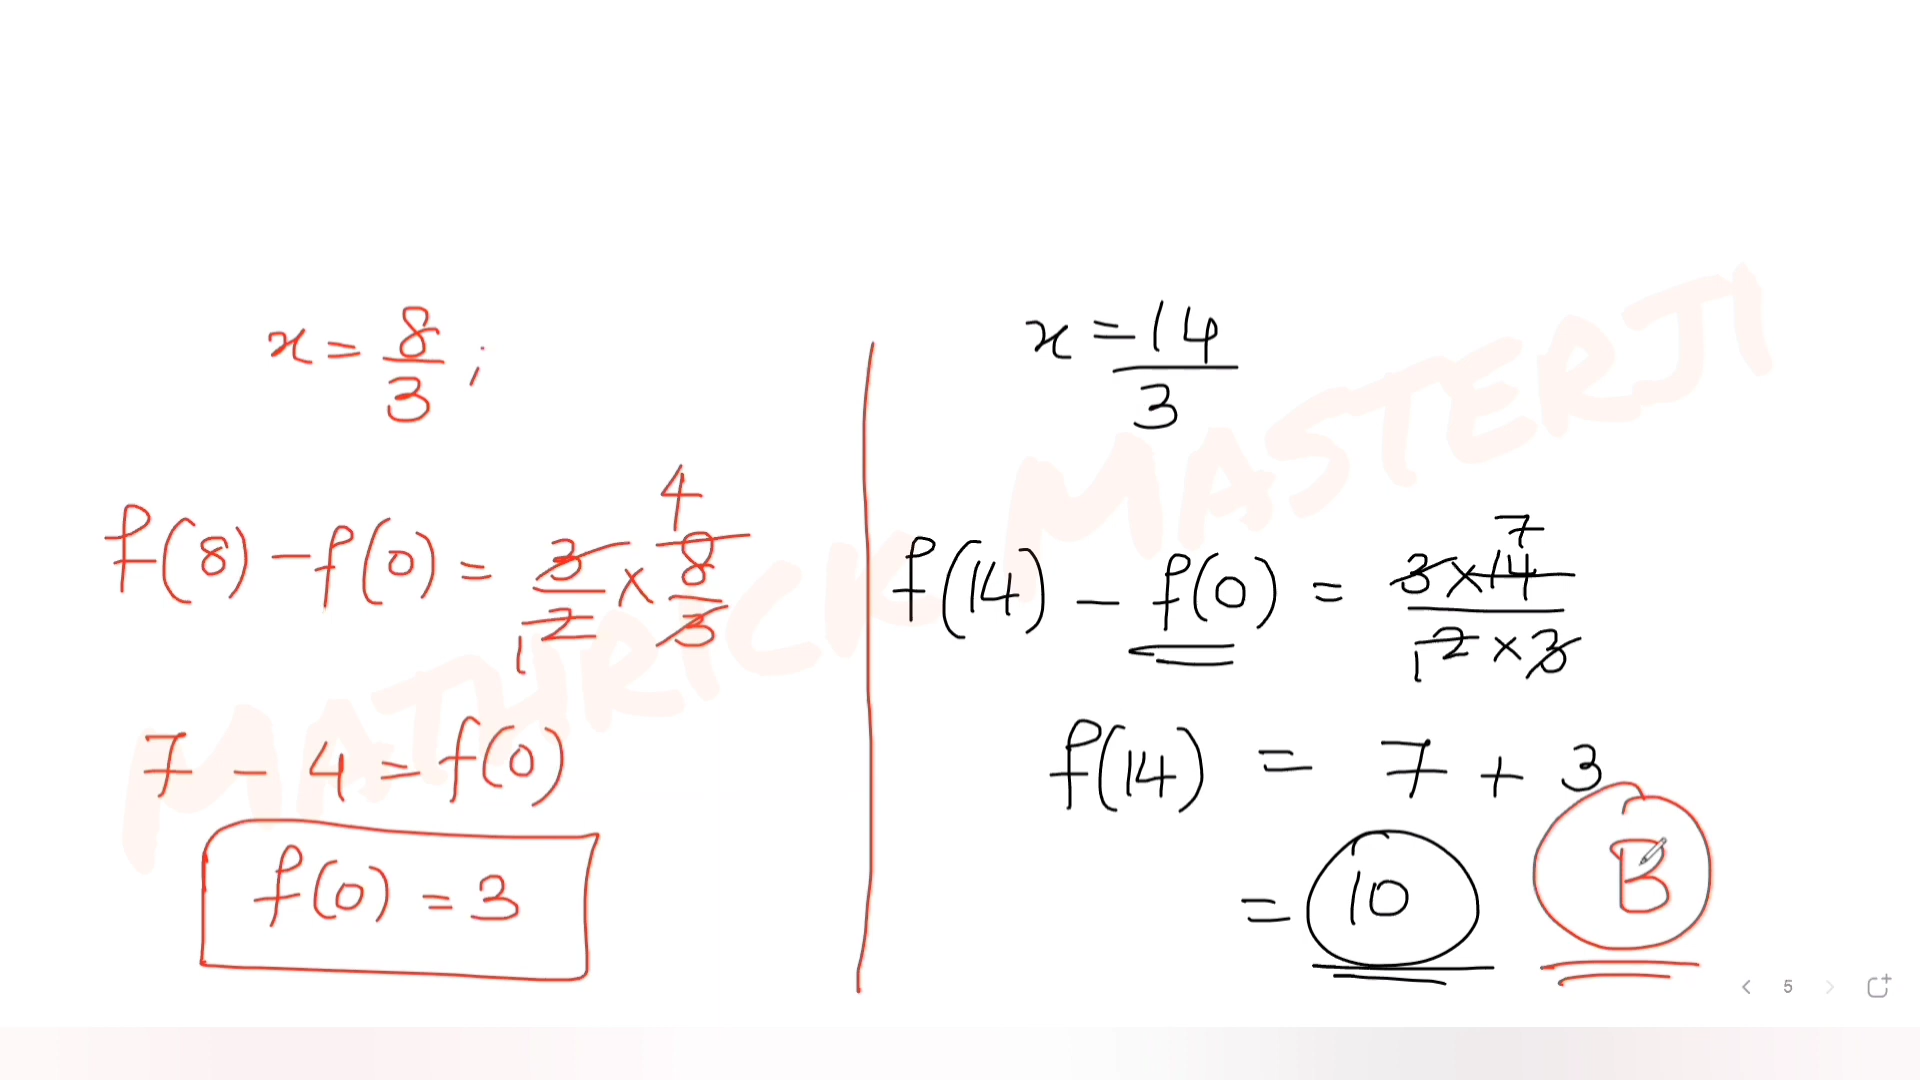 x = 8/3 ;
f(8) - f(0) = 3/2 × 8/3 4 1
7 - 4 = f(0)
f(0) = 3
x = 14/3
f(14) - f(0) = 3×14/2×3 7 1
f(14) = 7 + 3
= 10 B
MATHRICK MASTERJI
< 5 >